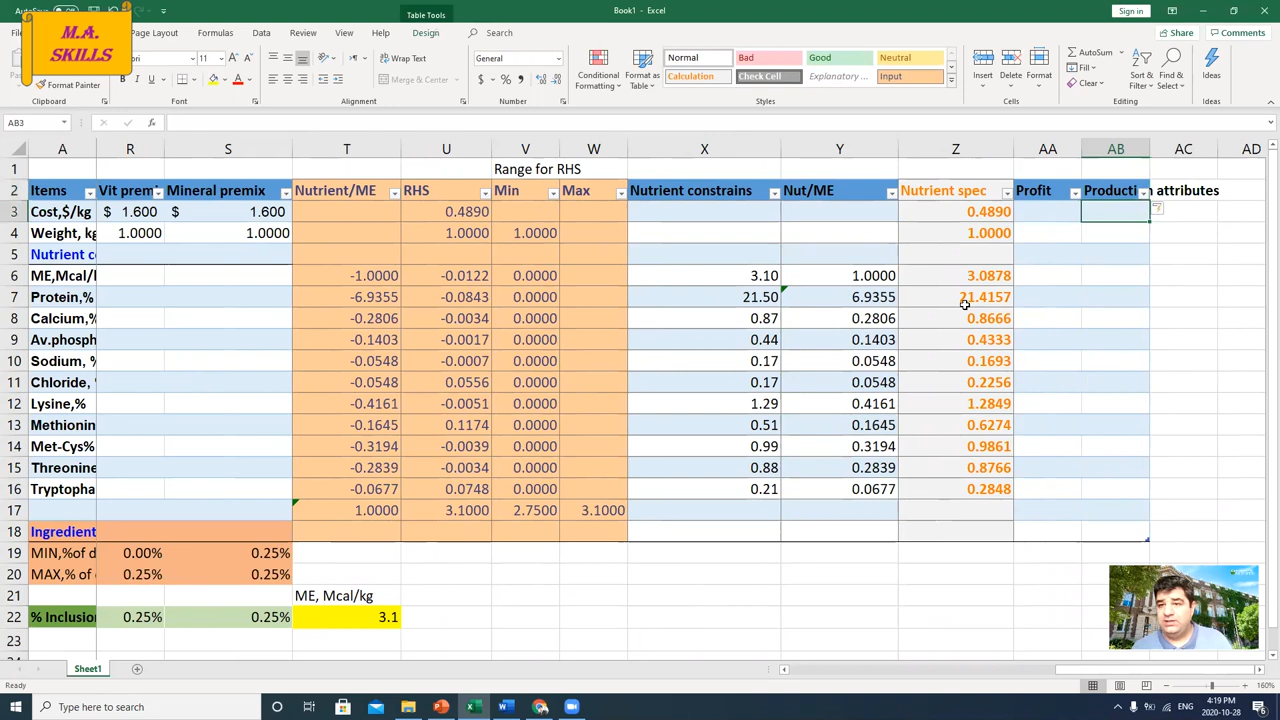 M.A.
SKILLS
Table Tools
Book1 - Excel
Sign in
Page Layout Formulas Data Review View Help Design Search Share Comments
11 Wrap Text General Normal Bad Good Neutral AutoSum
Merge & Center Calculation Check Cell Explanatory ... Input Fill
Format Painter Conditional Formatting Format as Table Insert Delete Format Clear Sort & Filter Find & Select Ideas
Clipboard Font Alignment Number Styles Cells Editing Ideas
AB3 fx
A R S T U V W X Y Z AA AB AC AD
1 Range for RHS
2 Items Vit premi Mineral premix Nutrient/ME RHS Min Max Nutrient constrains Nut/ME Nutrient spec Profit Producti n attributes
3 Cost,$/kg $ 1.600 $ 1.600 0.4890 0.4890
4 Weight, kg 1.0000 1.0000 1.0000 1.0000 1.0000
5 Nutrient co
6 ME,Mcal/k -1.0000 -0.0122 0.0000 3.10 1.0000 3.0878
7 Protein,% -6.9355 -0.0843 0.0000 21.50 6.9355 21.4157
8 Calcium,% -0.2806 -0.0034 0.0000 0.87 0.2806 0.8666
9 Av.phosph -0.1403 -0.0017 0.0000 0.44 0.1403 0.4333
10 Sodium, % -0.0548 -0.0007 0.0000 0.17 0.0548 0.1693
11 Chloride, -0.0548 0.0556 0.0000 0.17 0.0548 0.2256
12 Lysine,% -0.4161 -0.0051 0.0000 1.29 0.4161 1.2849
13 Methionin -0.1645 0.1174 0.0000 0.51 0.1645 0.6274
14 Met-Cys% -0.3194 -0.0039 0.0000 0.99 0.3194 0.9861
15 Threonine -0.2839 -0.0034 0.0000 0.88 0.2839 0.8766
16 Tryptopha -0.0677 0.0748 0.0000 0.21 0.0677 0.2848
17 1.0000 3.1000 2.7500 3.1000
18 Ingredient
19 MIN,%of d 0.00% 0.25%
20 MAX,% of 0.25% 0.25%
21 ME, Mcal/kg
22 % Inclusion 0.25% 0.25% 3.1
23
Sheet1
Ready 160%
Type here to search ENG 4:19 PM
2020-10-28